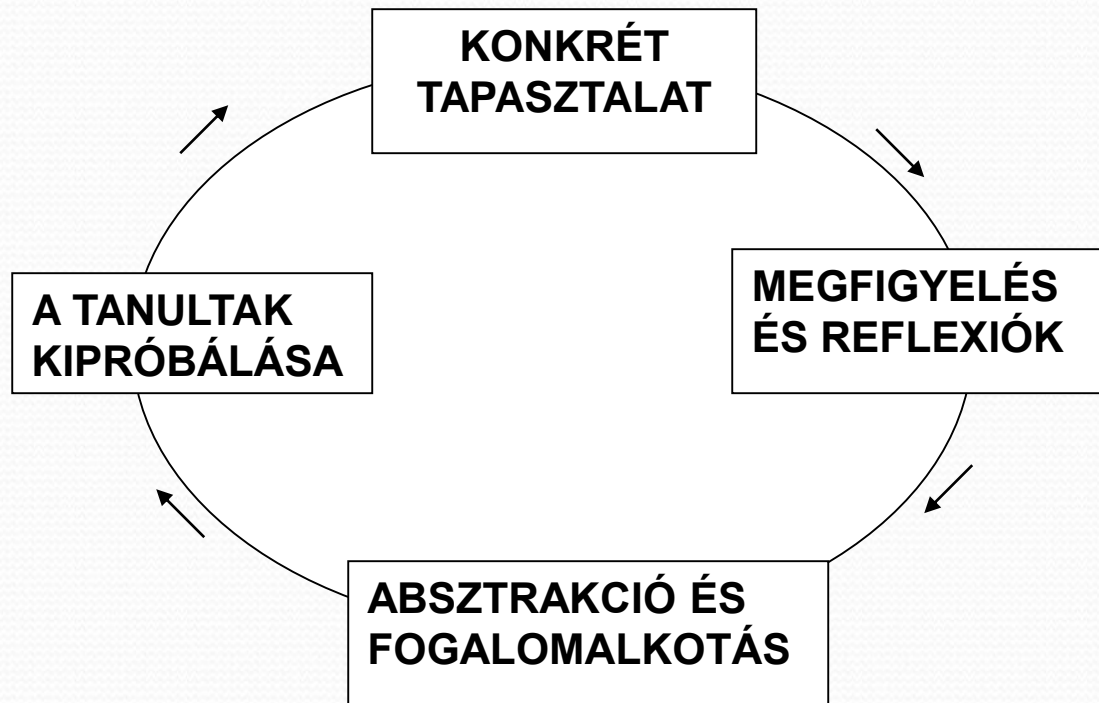 KONKRÉT
TAPASZTALAT
MEGFIGYELÉS
ÉS REFLEXIÓK
ABSZTRAKCIÓ ÉS
FOGALOMALKOTÁS
A TANULTAK
KIPRÓBÁLÁSA